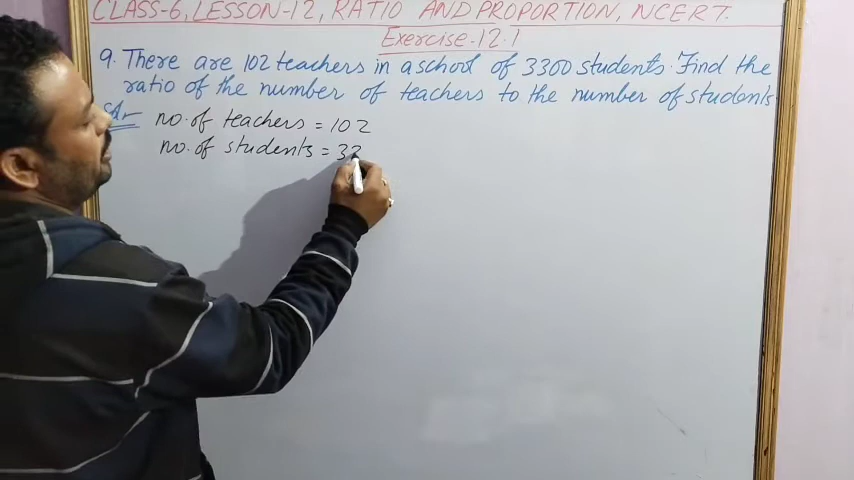 CLASS-6, LESSON-12, RATIO AND PROPORTION, NCERT.
Exercise-12.1
9. There are 102 teachers in a school of 3300 students. Find the
ratio of the number of teachers to the number of students
no. of teachers = 102
no. of students = 33